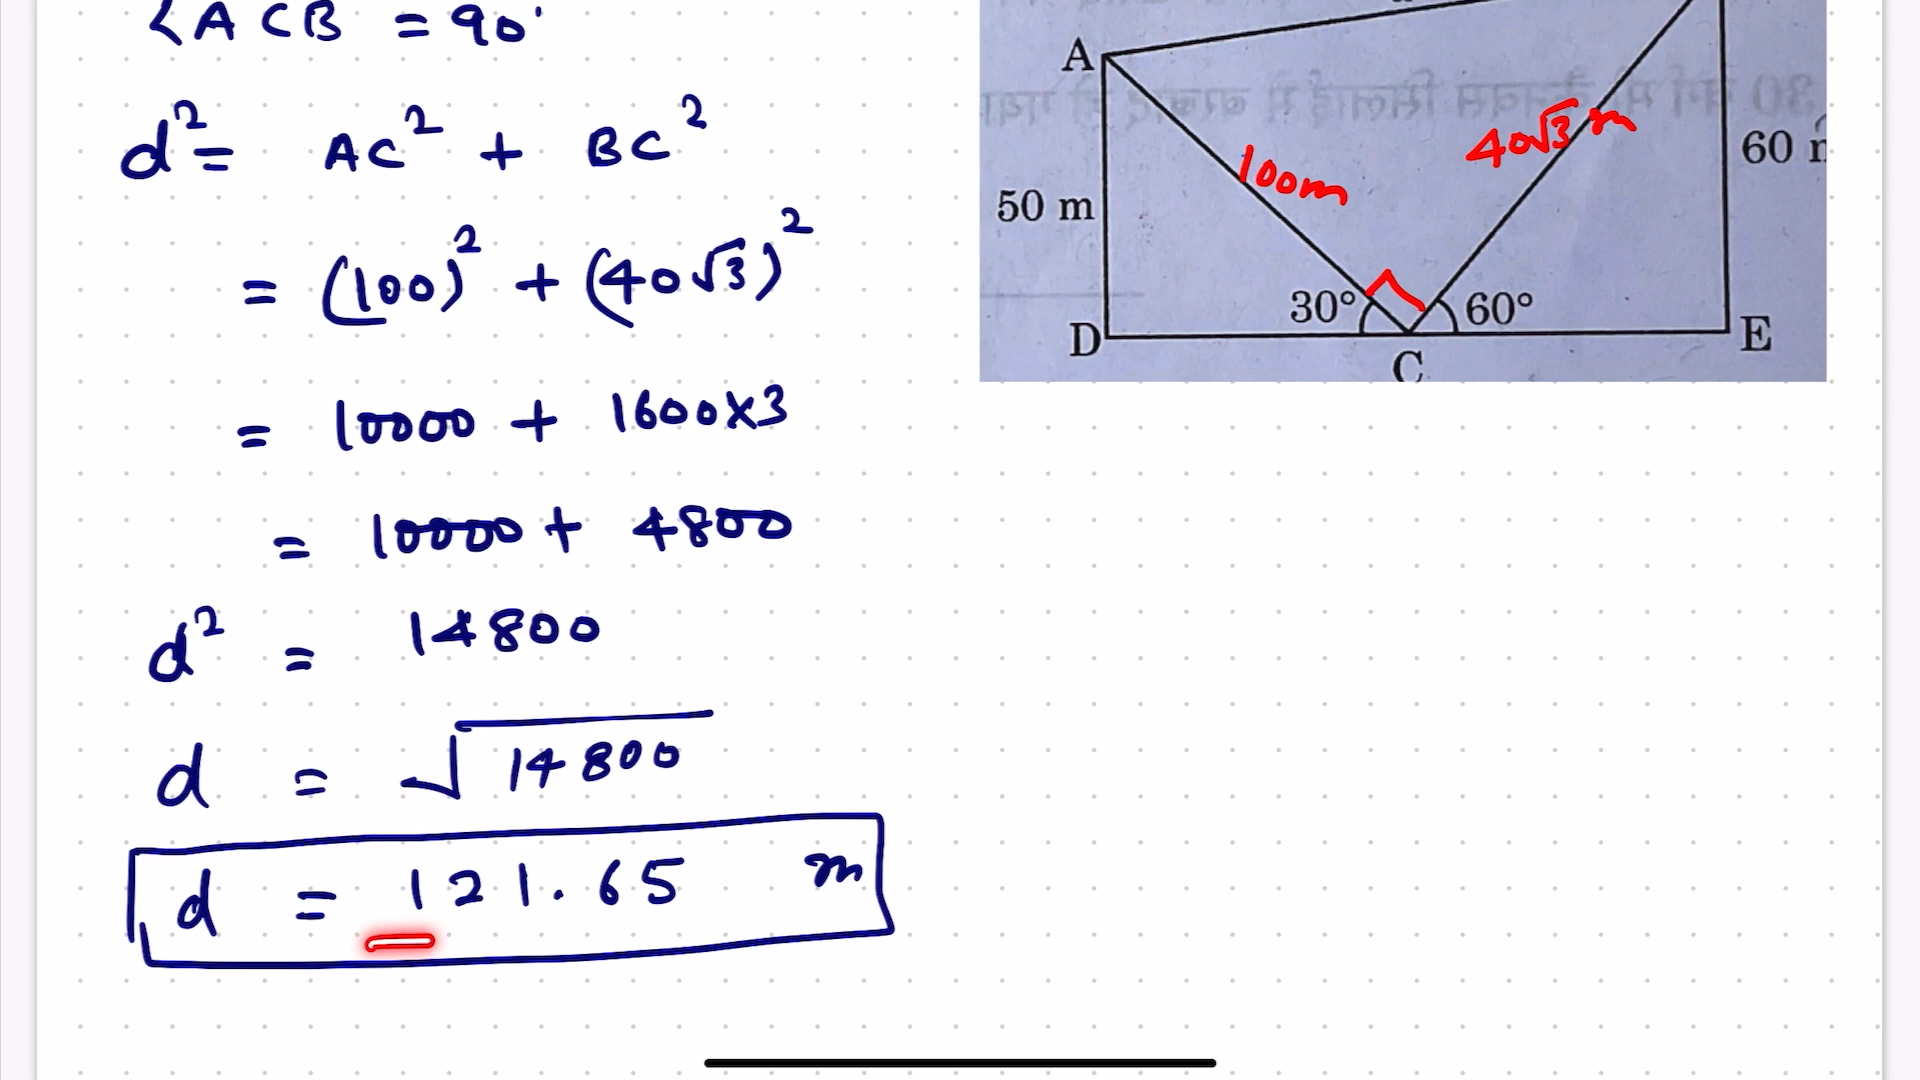 ∠ACB = 90°
d² = AC² + BC²
= (100)² + (40√3)²
= 10000 + 1600×3
= 10000 + 4800
d² = 14800
d = √14800
d = 121.65 m
A
40√3 m
60
100m
50 m
30° 60°
D E
C